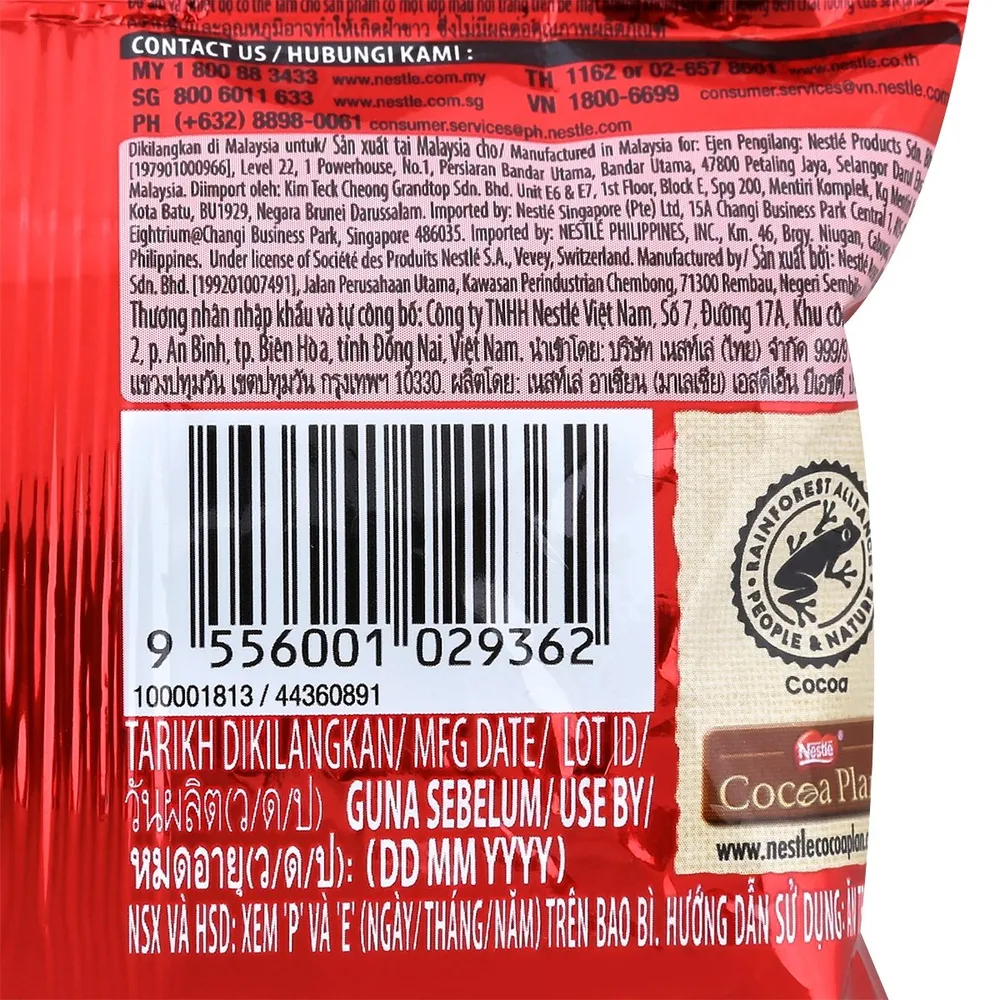 CONTACT US / HUBUNGI KAMI :
MY 1 800 88 3433 www.nestle.com.my TH 1162 or 02-657 8601 www.nestle.co.th
SG 800 6011 633 www.nestle.com.sg VN 1800-6699 consumer.services@vn.nestle.com
PH (+632) 8898-0061 consumer.services@ph.nestle.com
Dikilangkan di Malaysia untuk/ Sản xuất tại Malaysia cho/ Manufactured in Malaysia for: Ejen Pengilang: Nestlé Products Sdn.
[197901000966], Level 22, 1 Powerhouse, No.1, Persiaran Bandar Utama, Bandar Utama, 47800 Petaling Jaya, Selangor Darul
Malaysia. Diimport oleh: Kim Teck Cheong Grandtop Sdn. Bhd. Unit E6 & E7, 1st Floor, Block E, Spg 200, Mentiri Komplek, Kg
Kota Batu, BU1929, Negara Brunei Darussalam. Imported by: Nestlé Singapore (Pte) Ltd, 15A Changi Business Park Central 1,
Eightrium@Changi Business Park, Singapore 486035. Imported by: NESTLÉ PHILIPPINES, INC., Km. 46, Brgy. Niugan,
Philippines. Under license of Société des Produits Nestlé S.A., Vevey, Switzerland. Manufactured by/ Sản xuất bởi: Nestlé
Sdn. Bhd. [199201007491], Jalan Perusahaan Utama, Kawasan Perindustrian Chembong, 71300 Rembau, Negeri
Thương nhân nhập khẩu và tự công bố: Công ty TNHH Nestlé Việt Nam, Số 7, Đường 17A, Khu
2, p. An Bình, tp. Biên Hòa, tỉnh Đồng Nai, Việt Nam. นำเข้าโดย: บริษัท เนสท์เล่ (ไทย) จำกัด 999/9
แขวงปทุมวัน เขตปทุมวัน กรุงเทพฯ 10330. ผลิตโดย: เนสท์เล่ อาเซียน (มาเลเซีย) เอสดีเอ็น บีเอชดี,
9 556001 029362
100001813 / 44360891
TARIKH DIKILANGKAN/ MFG DATE/ LOT ID/
วันผลิต(ว/ด/ป) GUNA SEBELUM/ USE BY/
หมดอายุ(ว/ด/ป): (DD MM YYYY)
NSX VÀ HSD: XEM 'P' VÀ 'E' (NGÀY/THÁNG/NĂM) TRÊN BAO BÌ. HƯỚNG DẪN SỬ DỤNG:
RAINFOREST ALLIANCE
PEOPLE & NATURE
Cocoa
Nestlé
Cocoa Plan
www.nestlecocoaplan.c